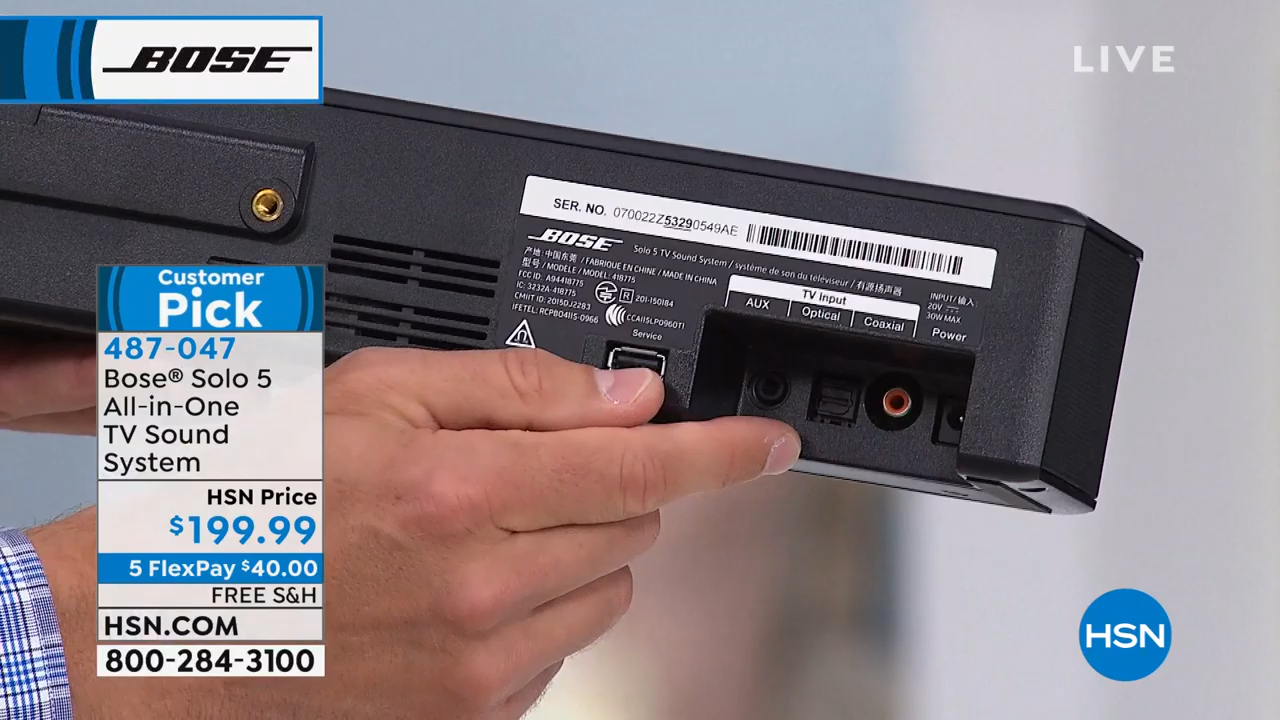 BOSE
LIVE
SER. NO. 070022Z53290549AE
BOSE Solo 5 TV Sound System / système de son du téléviseur / 有源扬声器
产地: 中国东莞 / FABRIQUE EN CHINE / MADE IN CHINA
型号/ MODÈLE / MODEL: 418775
FCC ID: A94418775
IC: 3232A-418775
CMIIT ID: 2015DJ2283
IFETEL: RCPBO4115-0966
R 201-150184
CCAI15LP0960T1
Service
TV Input
AUX
Optical
Coaxial
INPUT/输入:
20V
30W MAX.
Power
Customer
Pick
487-047
Bose® Solo 5
All-in-One
TV Sound
System
HSN Price
$199.99
5 FlexPay $40.00
FREE S&H
HSN.COM
800-284-3100
HSN